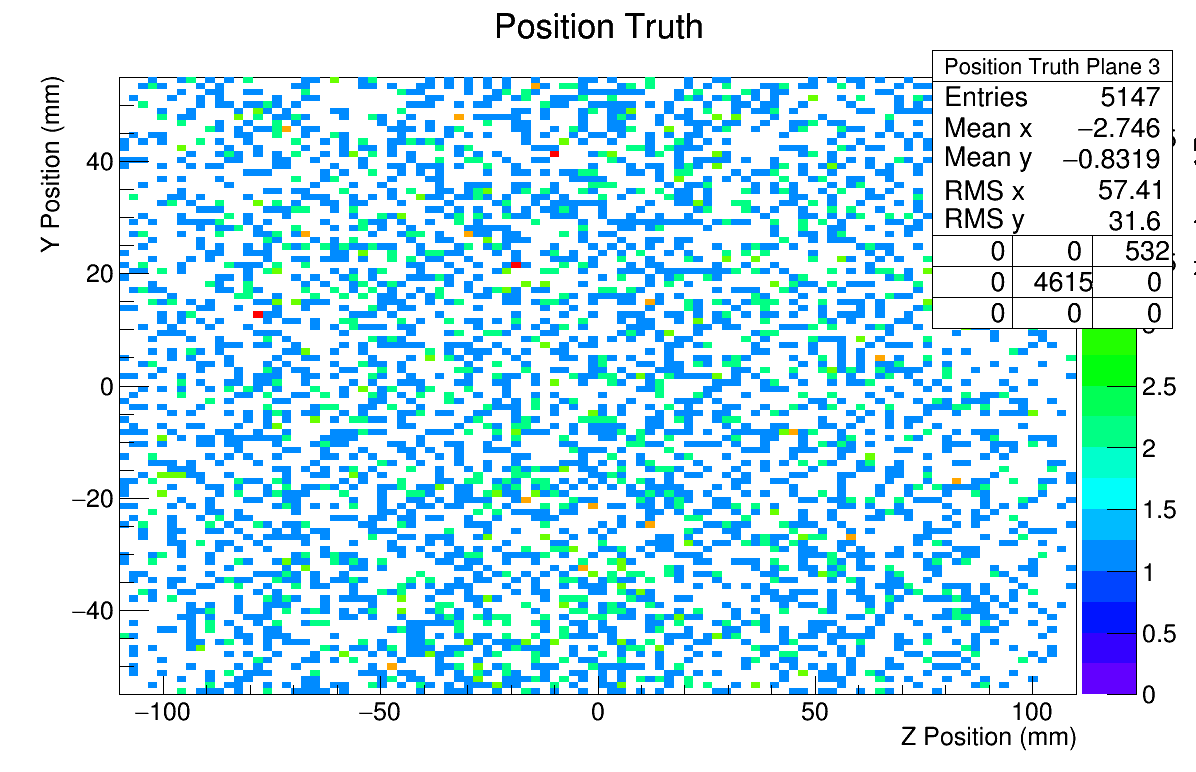 Position Truth
Position Truth Plane 3
Entries 5147
Mean x −2.746
Mean y −0.8319
RMS x 57.41
RMS y 31.6
0 0 532
0 4615 0
0 0 0
Y Position (mm)
40
20
0
−20
−40
2.5
2
1.5
1
0.5
0
−100 −50 0 50 100
Z Position (mm)